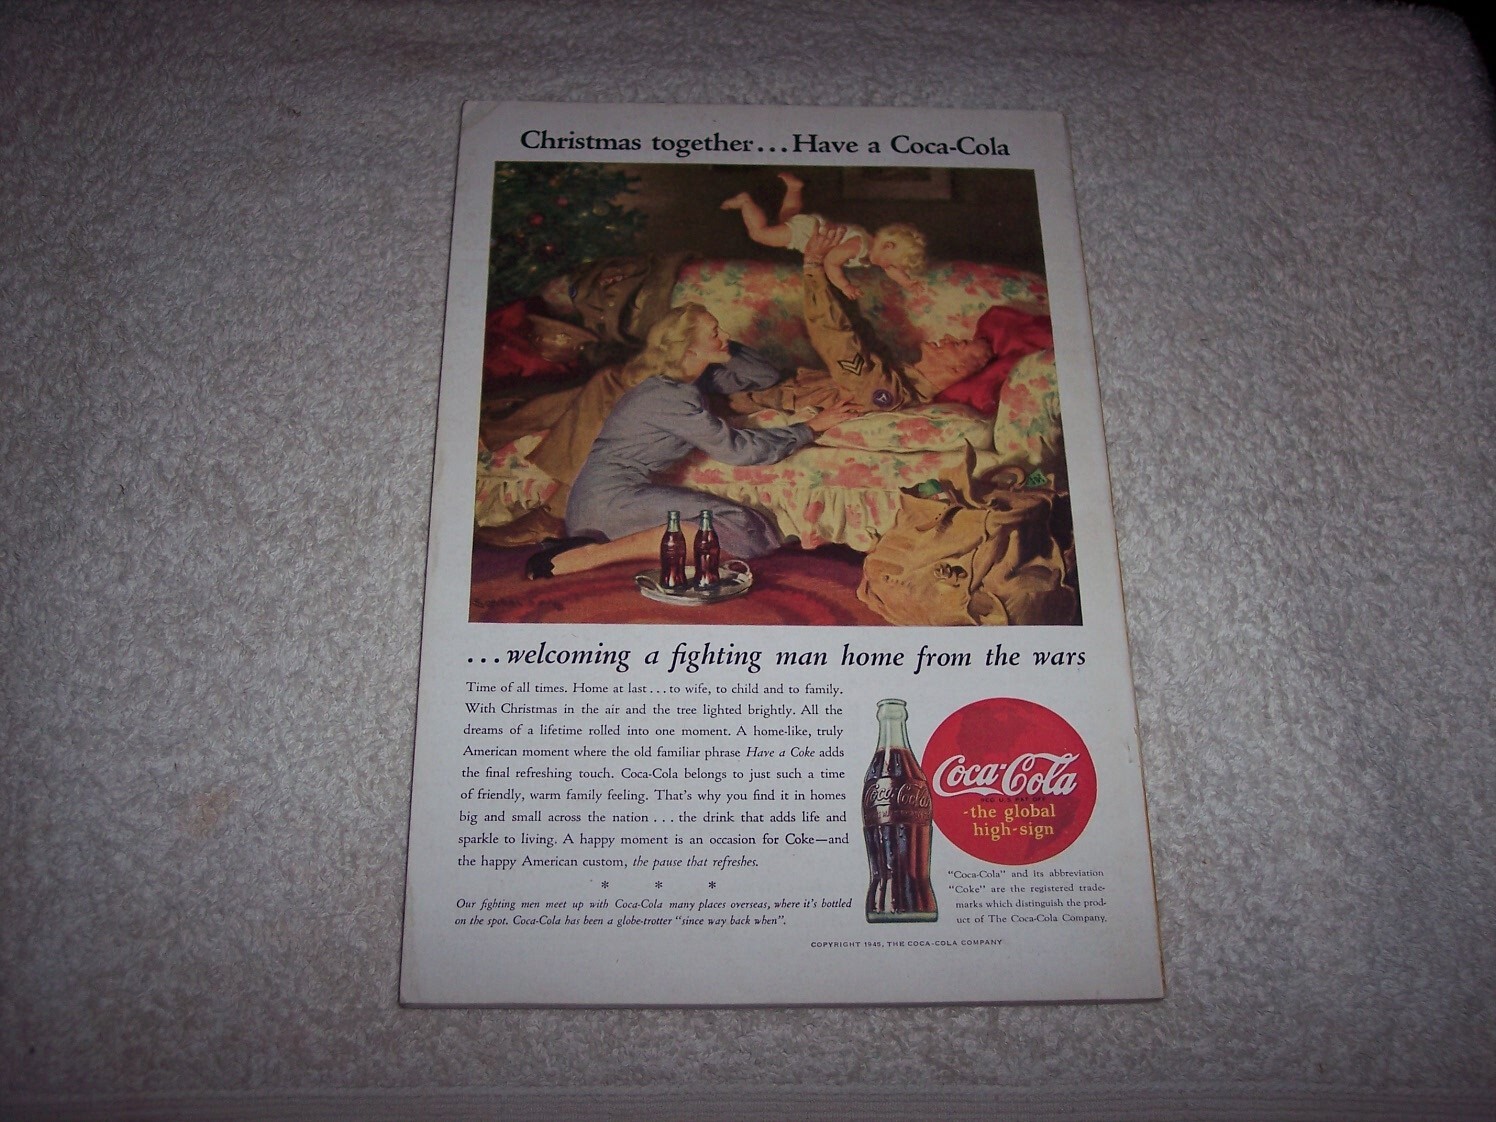 Christmas together...Have a Coca-Cola
...welcoming a fighting man home from the wars
Time of all times. Home at last...to wife, to child and to family.
With Christmas in the air and the tree lighted brightly. All the
dreams of a lifetime rolled into one moment. A home-like, truly
American moment where the old familiar phrase Have a Coke adds
the final refreshing touch. Coca-Cola belongs to just such a time
of friendly, warm family feeling. That's why you find it in homes
big and small across the nation . . . the drink that adds life and
sparkle to living. A happy moment is an occasion for Coke—and
the happy American custom, the pause that refreshes.
* * *
Our fighting men meet up with Coca-Cola many places overseas, where it's bottled
on the spot. Coca-Cola has been a globe-trotter "since way back when".
Coca-Cola
Coca-Cola
REG. U.S. PAT. OFF.
-the global
high-sign
"Coca-Cola" and its abbreviation
"Coke" are the registered trade-
marks which distinguish the prod-
uct of The Coca-Cola Company.
COPYRIGHT 1945, THE COCA-COLA COMPANY